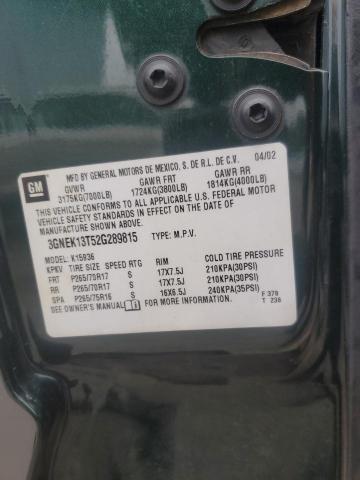 GM
MFD BY GENERAL MOTORS DE MEXICO, S. DE R.L. DE C.V. 04/02
GVWR GAWR FRT GAWR RR
3175KG(7000LB) 1724KG(3800LB) 1814KG(4000LB)
THIS VEHICLE CONFORMS TO ALL APPLICABLE U.S. FEDERAL MOTOR
VEHICLE SAFETY STANDARDS IN EFFECT ON THE DATE OF
MANUFACTURE SHOWN ABOVE.
3GNEK13T52G289815 TYPE: M.P.V.
MODEL: K15936
KPKV TIRE SIZE SPEED RTG RIM COLD TIRE PRESSURE
FRT P265/70R17 S 17X7.5J 210KPA(30PSI)
RR P265/70R17 S 17X7.5J 210KPA(30PSI)
SPA P265/75R16 S 16X6.5J 240KPA(35PSI)
SEE OWNER'S MANUAL FOR MORE INFORMATION. F 379
T 238